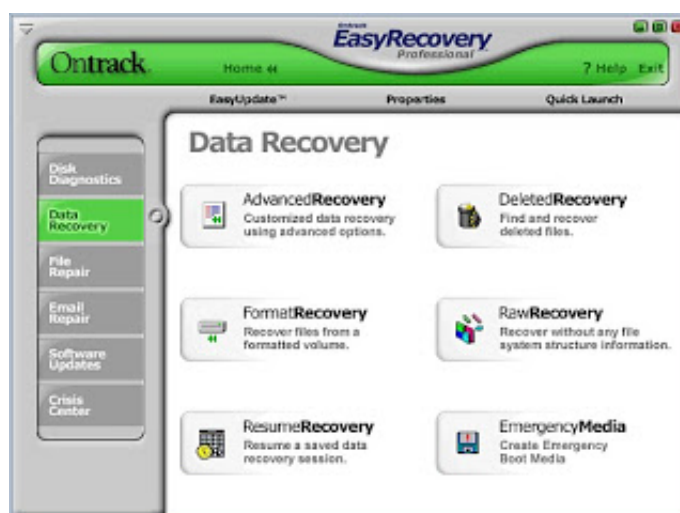 Ontrack
EasyRecovery
Professional
Ontrack
Home
? Help Exit
EasyUpdate™
Properties
Quick Launch
Disk
Diagnostics
Data
Recovery
File
Repair
Email
Repair
Software
Updates
Crisis
Center
Data Recovery
AdvancedRecovery
Customized data recovery
using advanced options.
DeletedRecovery
Find and recover
deleted files.
FormatRecovery
Recover files from a
formatted volume.
RawRecovery
Recover without any file
system structure information.
ResumeRecovery
Resume a saved data
recovery session.
EmergencyMedia
Create Emergency
Boot Media